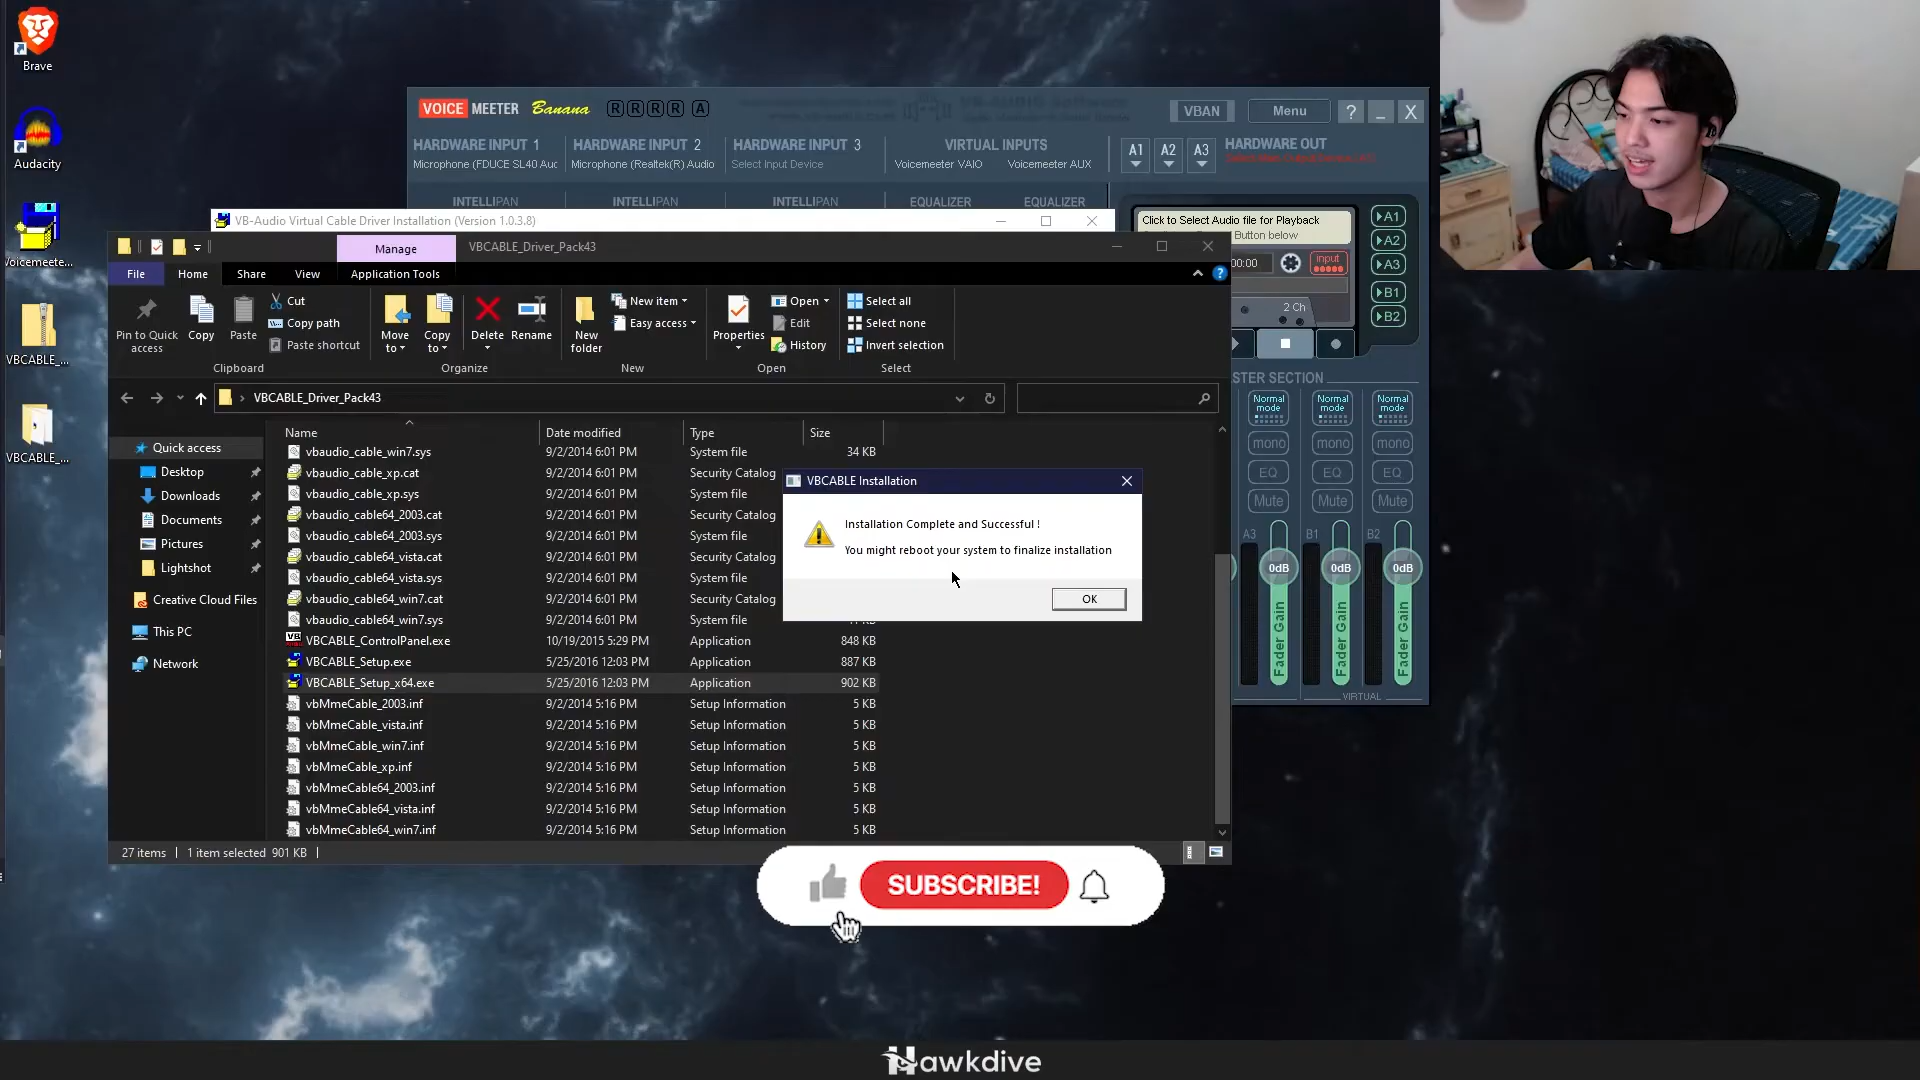 Brave
Audacity
Voicemeete...
VBCABLE_...
VBCABLE_...
VOICE MEETER Banana R R R R A
VBAN
Menu
?
_
X
HARDWARE INPUT 1
HARDWARE INPUT 2
HARDWARE INPUT 3
VIRTUAL INPUTS
A1
A2
A3
HARDWARE OUT
Microphone (FDUCE SL40 Auc
Microphone (Realtek(R) Audio
Select Input Device
Voicemeeter VAIO
Voicemeeter AUX
INTELLIPAN
INTELLIPAN
INTELLIPAN
EQUALIZER
EQUALIZER
VB-Audio Virtual Cable Driver Installation (Version 1.0.3.8)
Click to Select Audio file for Playback
Button below
00:00
input
2 Ch
A1
A2
A3
B1
B2
STER SECTION
Normal mode
Normal mode
Normal mode
mono
mono
mono
EQ
EQ
EQ
Mute
Mute
Mute
A3
B1
B2
0dB
0dB
0dB
Fader Gain
Fader Gain
Fader Gain
VIRTUAL
Manage
VBCABLE_Driver_Pack43
File
Home
Share
View
Application Tools
Pin to Quick access
Copy
Paste
Cut
Copy path
Paste shortcut
Clipboard
Move to
Copy to
Delete
Rename
Organize
New folder
New item
Easy access
New
Properties
Open
Edit
History
Open
Select all
Select none
Invert selection
Select
VBCABLE_Driver_Pack43
Quick access
Desktop
Downloads
Documents
Pictures
Lightshot
Creative Cloud Files
This PC
Network
Name Date modified Type Size
vbaudio_cable_win7.sys 9/2/2014 6:01 PM System file 34 KB
vbaudio_cable_xp.cat 9/2/2014 6:01 PM Security Catalog
vbaudio_cable_xp.sys 9/2/2014 6:01 PM System file
vbaudio_cable64_2003.cat 9/2/2014 6:01 PM Security Catalog
vbaudio_cable64_2003.sys 9/2/2014 6:01 PM System file
vbaudio_cable64_vista.cat 9/2/2014 6:01 PM Security Catalog
vbaudio_cable64_vista.sys 9/2/2014 6:01 PM System file
vbaudio_cable64_win7.cat 9/2/2014 6:01 PM Security Catalog
vbaudio_cable64_win7.sys 9/2/2014 6:01 PM System file
VBCABLE_ControlPanel.exe 10/19/2015 5:29 PM Application 848 KB
VBCABLE_Setup.exe 5/25/2016 12:03 PM Application 887 KB
VBCABLE_Setup_x64.exe 5/25/2016 12:03 PM Application 902 KB
vbMmeCable_2003.inf 9/2/2014 5:16 PM Setup Information 5 KB
vbMmeCable_vista.inf 9/2/2014 5:16 PM Setup Information 5 KB
vbMmeCable_win7.inf 9/2/2014 5:16 PM Setup Information 5 KB
vbMmeCable_xp.inf 9/2/2014 5:16 PM Setup Information 5 KB
vbMmeCable64_2003.inf 9/2/2014 5:16 PM Setup Information 5 KB
vbMmeCable64_vista.inf 9/2/2014 5:16 PM Setup Information 5 KB
vbMmeCable64_win7.inf 9/2/2014 5:16 PM Setup Information 5 KB
27 items 1 item selected 901 KB
VBCABLE Installation
Installation Complete and Successful !
You might reboot your system to finalize installation
OK
SUBSCRIBE!
Hawkdive